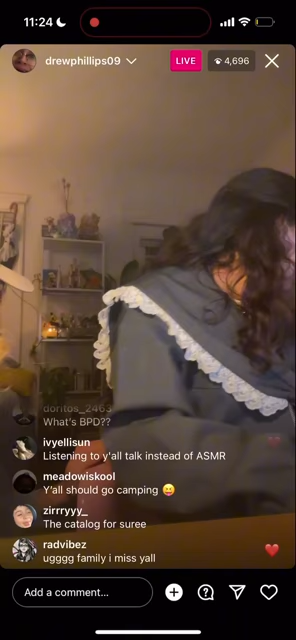 11:24
drewphillips09
LIVE
4,696
doritos_2463
What's BPD??
ivyellisun
Listening to y'all talk instead of ASMR
meadowiskool
Y'all should go camping 😛
zirrryyy_
The catalog for suree
radvibez
ugggg family i miss yall
Add a comment...